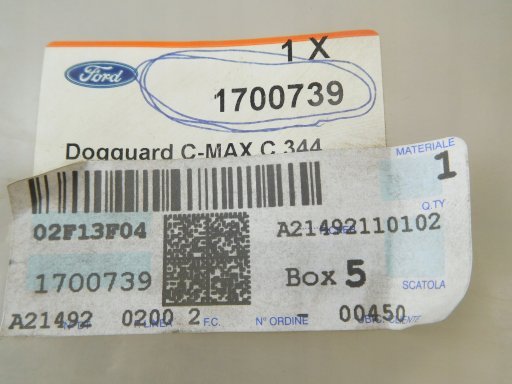 1 X
Ford
1700739
Dogguard C-MAX C 344
MATERIALE
1
Q.TY
02F13F04
A21492110102
1700739
Box 5
SCATOLA
A21492 0200 2 F.C. N° ORDINE - 00450